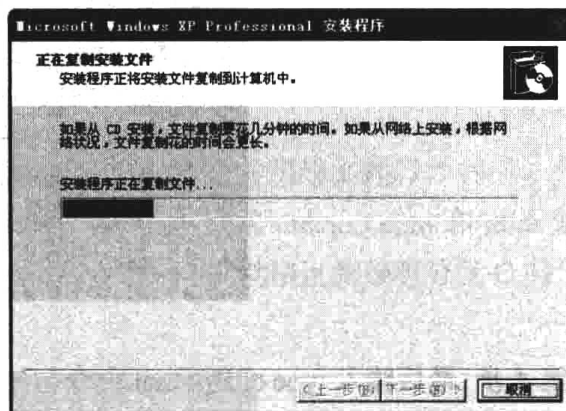 Microsoft Windows XP Professional 安装程序
正在复制安装文件
安装程序正将安装文件复制到计算机中。
如果从 CD 安装，文件复制要花几分钟的时间。如果从网络上安装，根据网
络状况，文件复制花的时间会更长。
安装程序正在复制文件...
<上一步(B) 下一步(N)> 取消